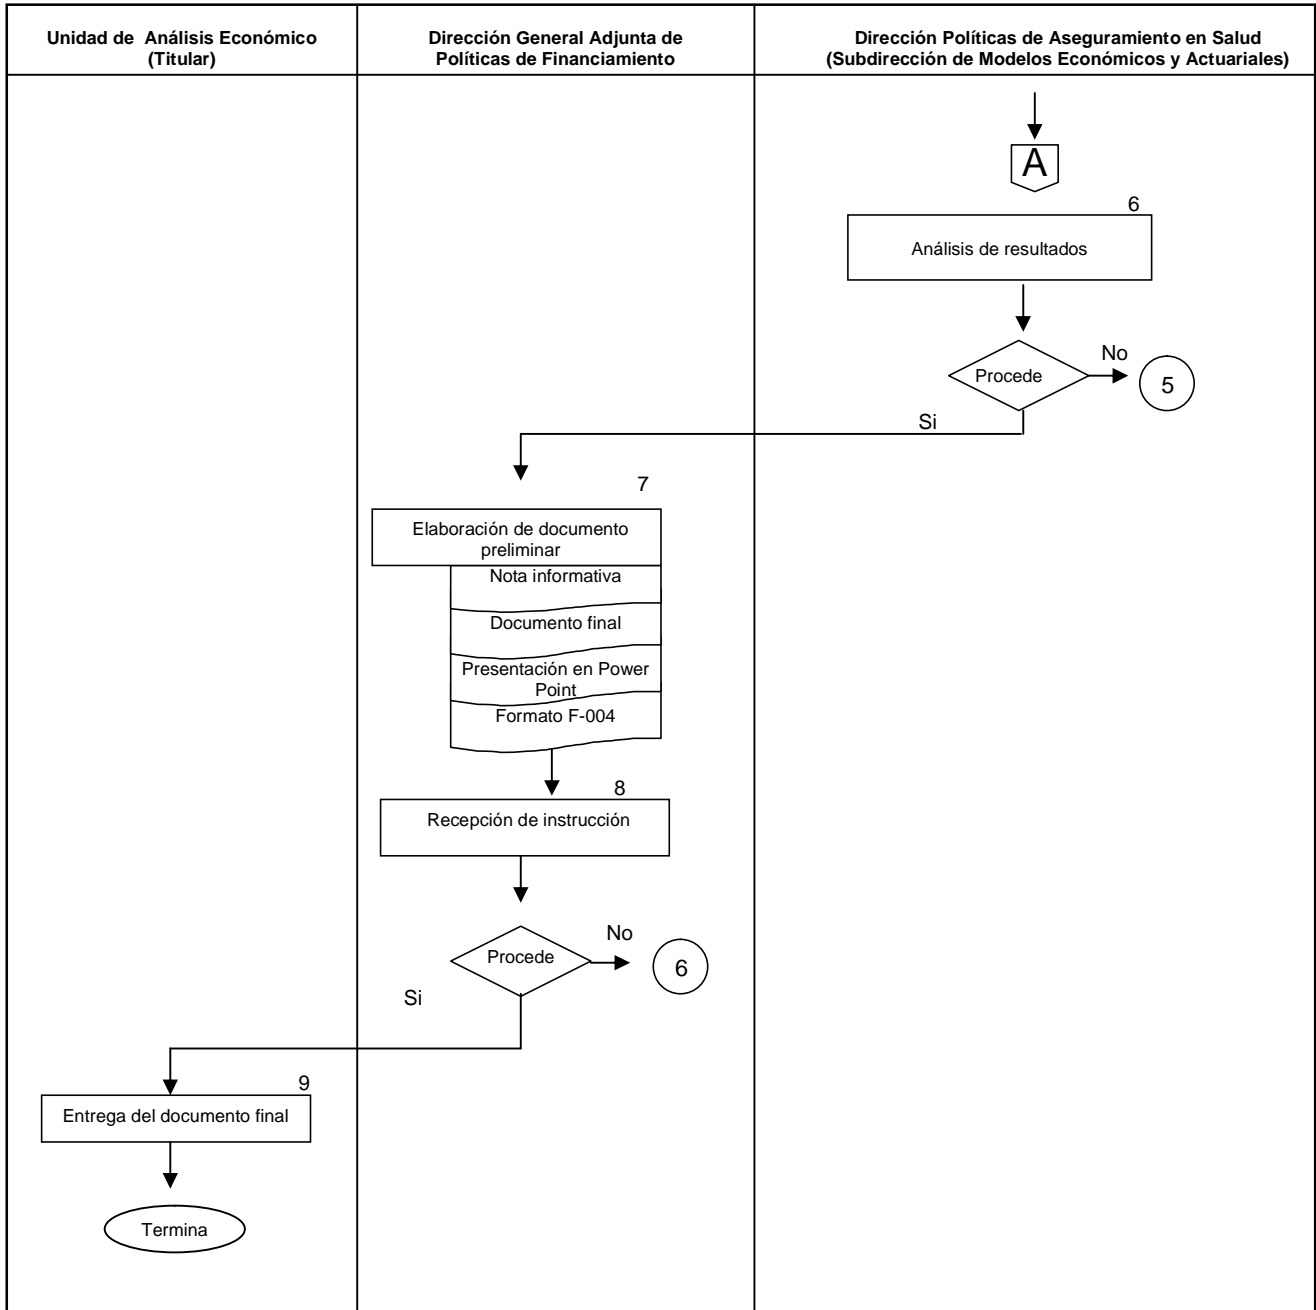 Unidad de Análisis Económico
(Titular)
Dirección General Adjunta de
Políticas de Financiamiento
Dirección Políticas de Aseguramiento en Salud
(Subdirección de Modelos Económicos y Actuariales)
A
6
Análisis de resultados
Procede
No
5
Si
7
Elaboración de documento
preliminar
Nota informativa
Documento final
Presentación en Power
Point
Formato F-004
8
Recepción de instrucción
Procede
No
6
Si
9
Entrega del documento final
Termina